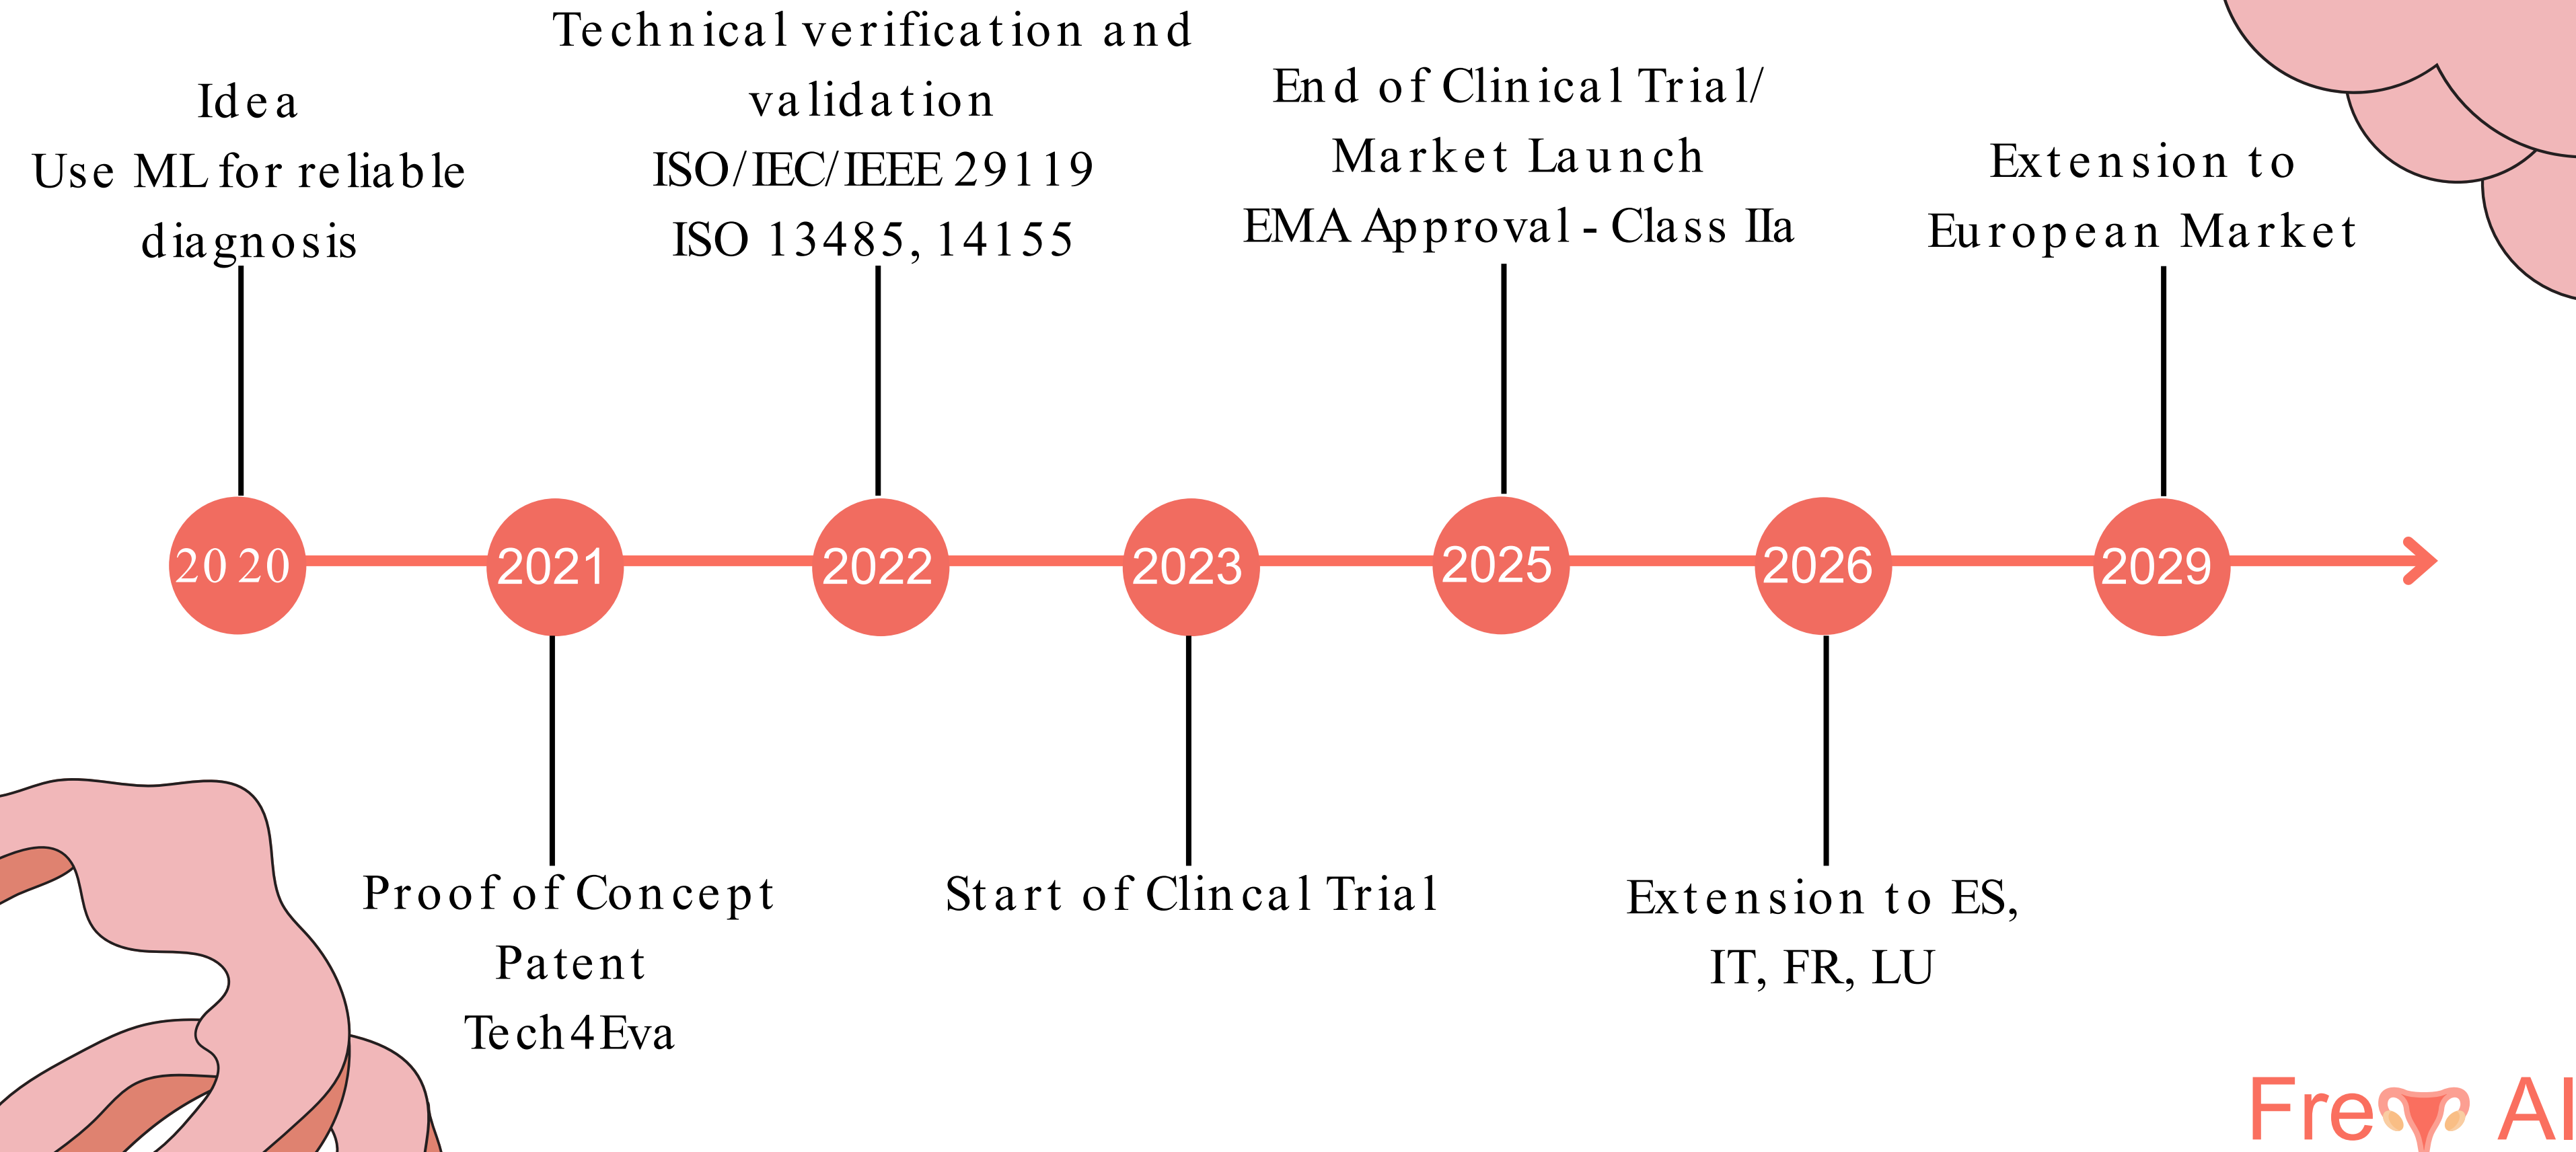 Idea
Use ML for reliable
diagnosis
Technical verification and
validation
ISO/IEC/IEEE 29119
ISO 13485, 14155
End of Clinical Trial/
Market Launch
EMA Approval - Class IIa
Extension to
European Market
2020
2021
2022
2023
2025
2026
2029
Proof of Concept
Patent
Tech4Eva
Start of Clincal Trial
Extension to ES,
IT, FR, LU
Fre AI